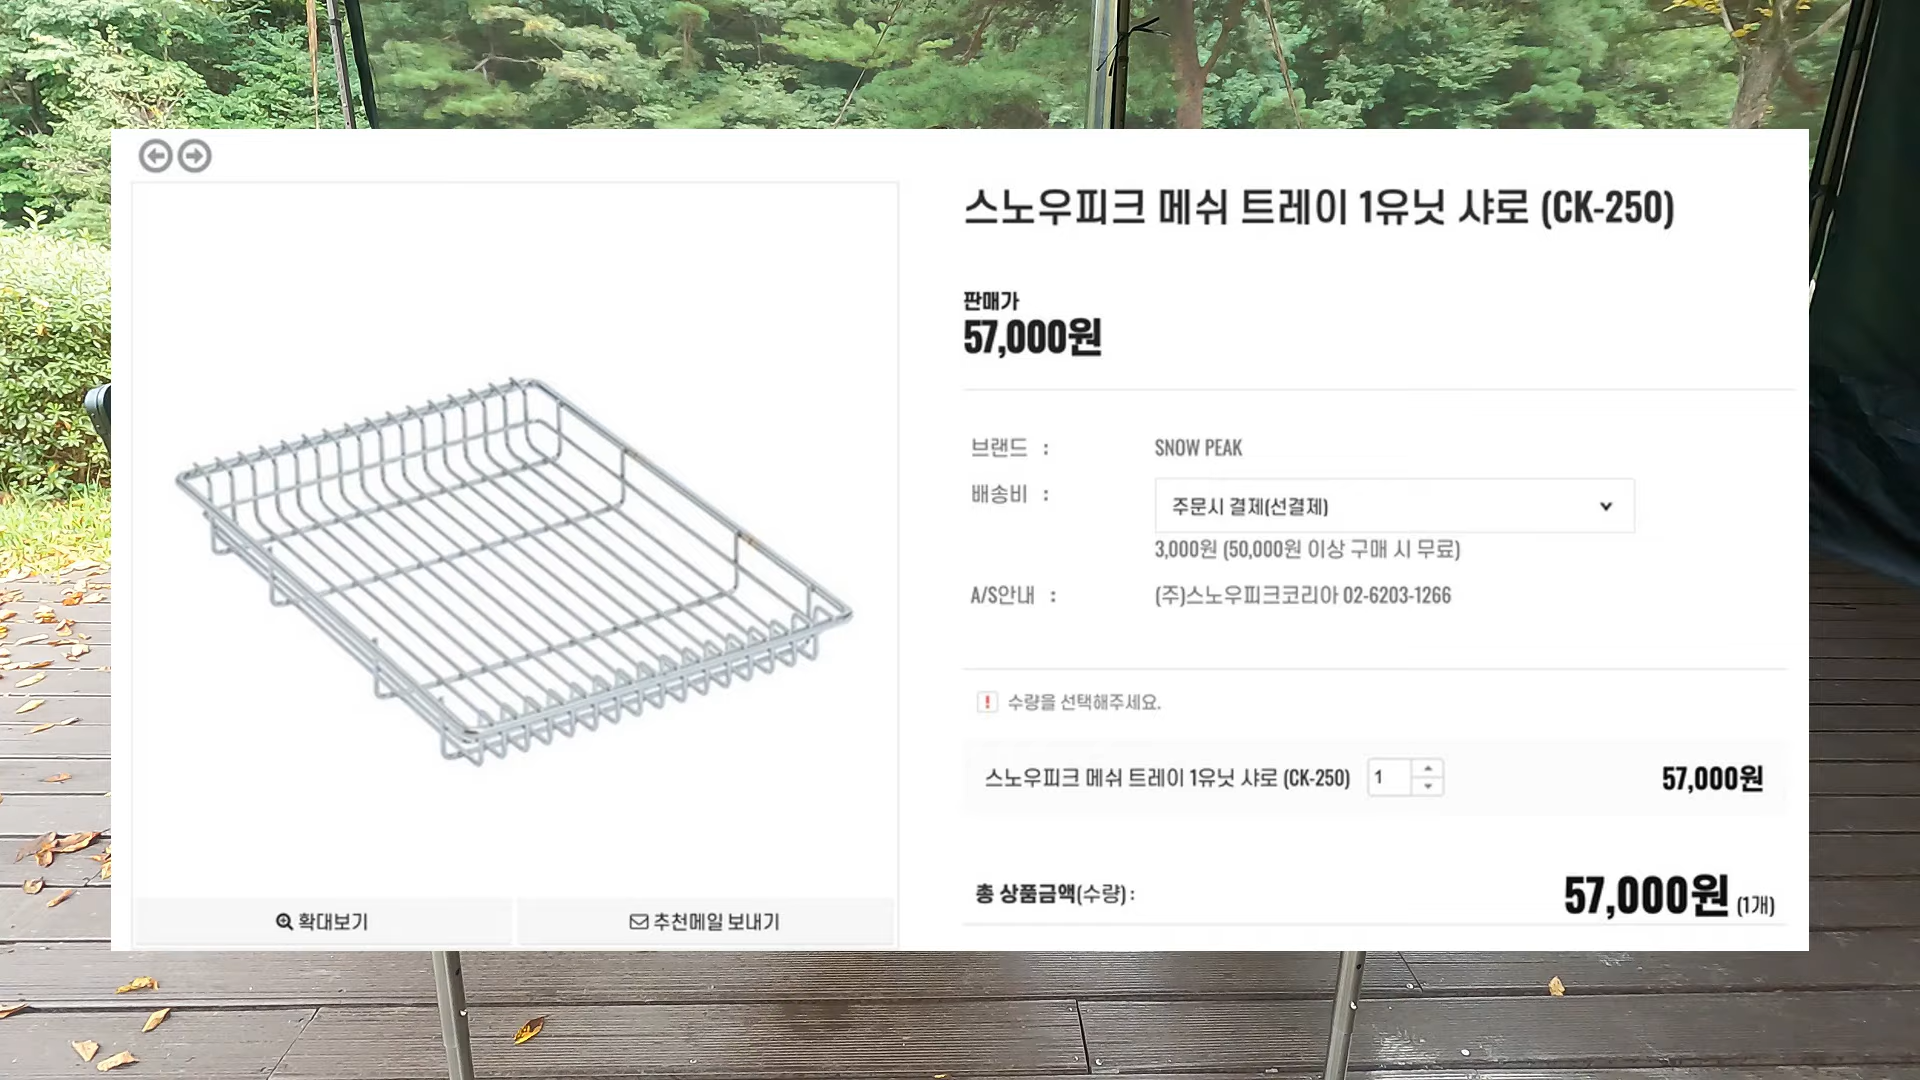 스노우피크 메쉬 트레이 1유닛 샤로 (CK-250)
판매가
57,000원
브랜드 : SNOW PEAK
배송비 : 주문시 결제(선결제)
3,000원 (50,000원 이상 구매 시 무료)
A/S안내 : (주)스노우피크코리아 02-6203-1266
수량을 선택해주세요.
스노우피크 메쉬 트레이 1유닛 샤로 (CK-250) 1 57,000원
총 상품금액(수량) : 57,000원 (1개)
확대보기 추천메일 보내기